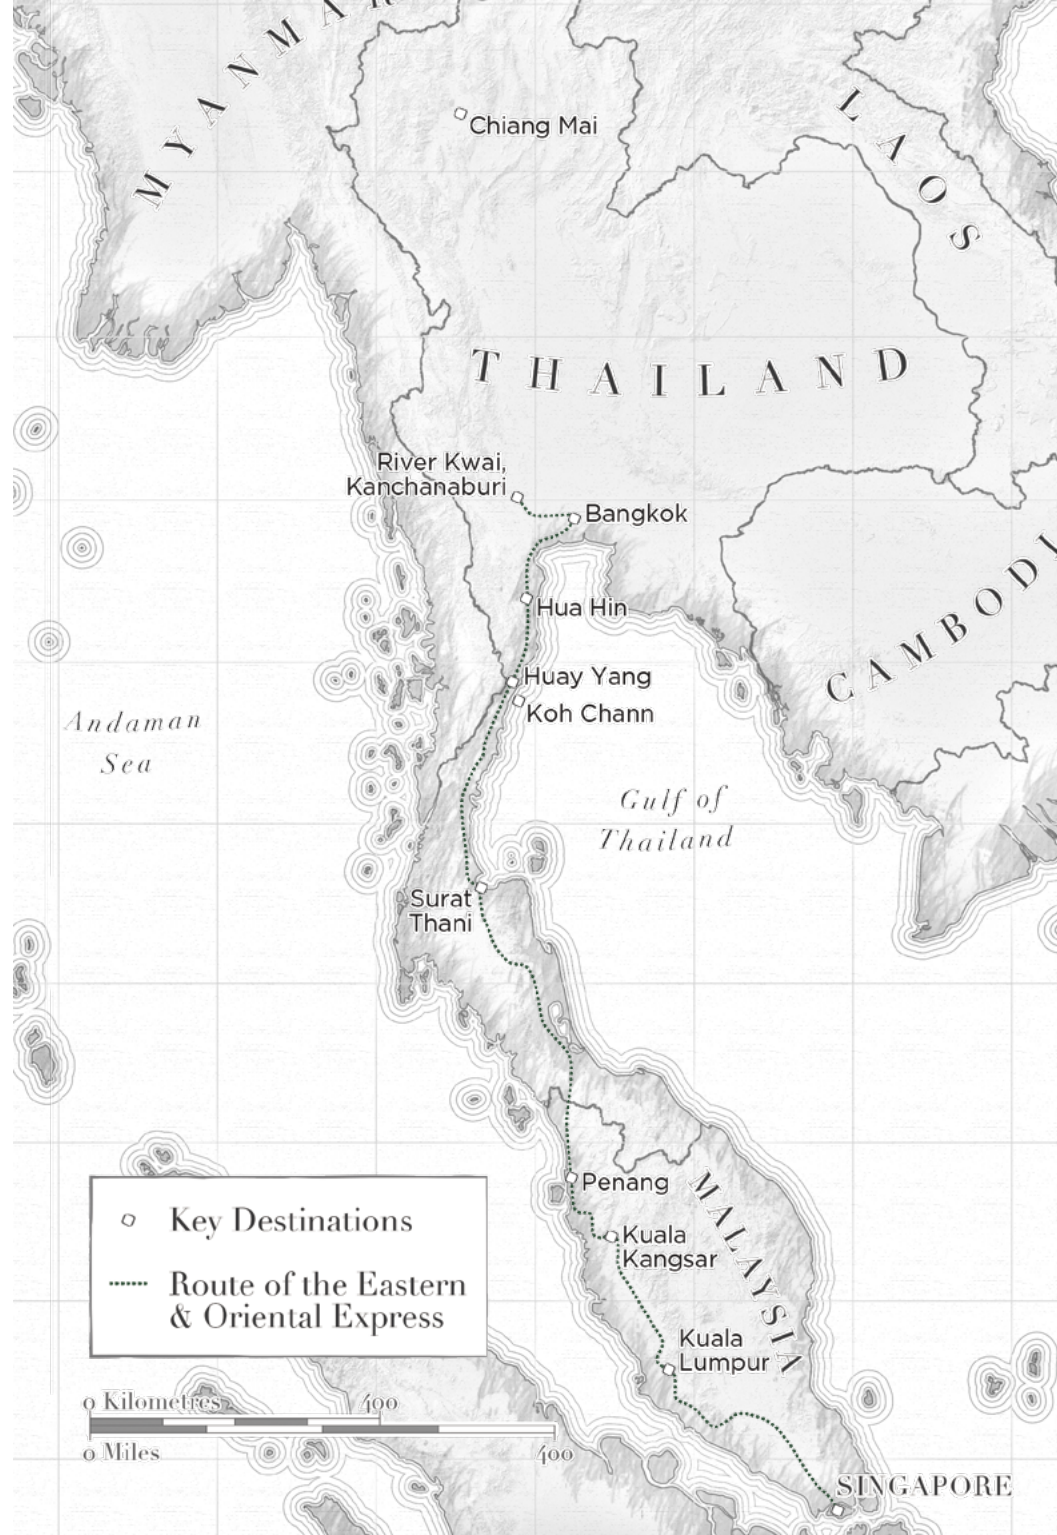 MYANMAR
Chiang Mai
LAOS
THAILAND
River Kwai,
Kanchanaburi
Bangkok
Hua Hin
CAMBODI
Huay Yang
Koh Chann
Andaman
Sea
Gulf of
Thailand
Surat
Thani
Penang
MALAYSIA
Kuala
Kangsar
Kuala
Lumpur
SINGAPORE
Key Destinations
Route of the Eastern
& Oriental Express
0 Kilometres 400
0 Miles 400